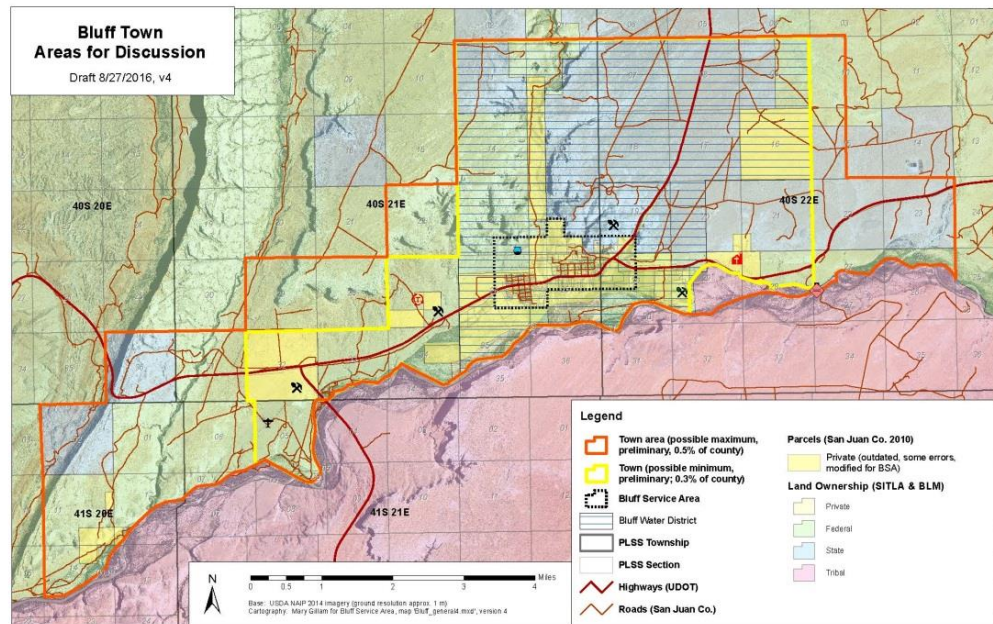 Bluff Town
Areas for Discussion
Draft 8/27/2016, v4
40S 20E
40S 21E
40S 22E
41S 20E
41S 21E
Legend
Town area (possible maximum,
preliminary, 0.5% of county)
Town (possible minimum,
preliminary; 0.3% of county)
Bluff Service Area
Bluff Water District
PLSS Township
PLSS Section
Highways (UDOT)
Roads (San Juan Co.)
Parcels (San Juan Co. 2010)
Private (outdated, some errors,
modified for BSA)
Land Ownership (SITLA & BLM)
Private
Federal
State
Tribal
N
0 0.5 1 2 3 4
Miles
Base: USDA NAIP 2014 imagery (ground resolution approx. 1 m)
Cartography: Mary Gillam for Bluff Service Area, map "Bluff_general4.mxd", version 4